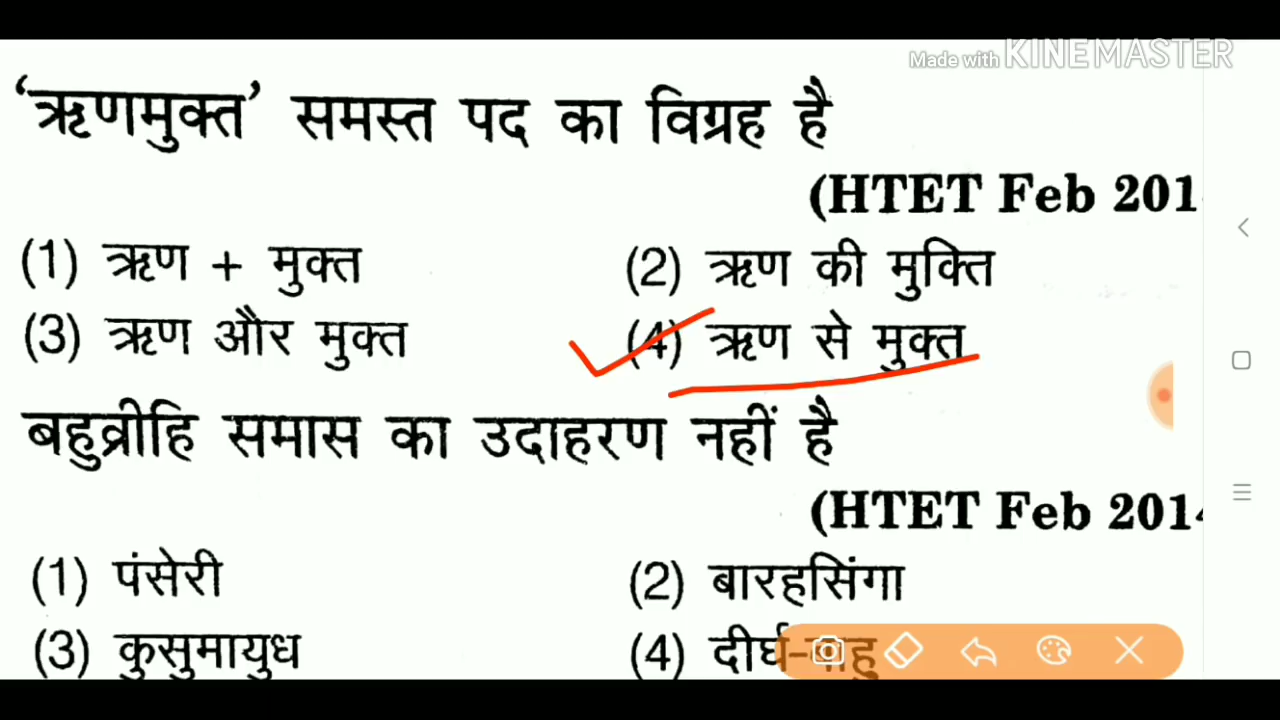 Made with KINEMASTER
‘ऋणमुक्त’ समस्त पद का विग्रह है
(HTET Feb 201
(1) ऋण + मुक्त (2) ऋण की मुक्ति
(3) ऋण और मुक्त (4) ऋण से मुक्त
बहुव्रीहि समास का उदाहरण नहीं है
(HTET Feb 2014
(1) पंसेरी (2) बारहसिंगा
(3) कुसुमायुध (4) दीर्घ-बाहु